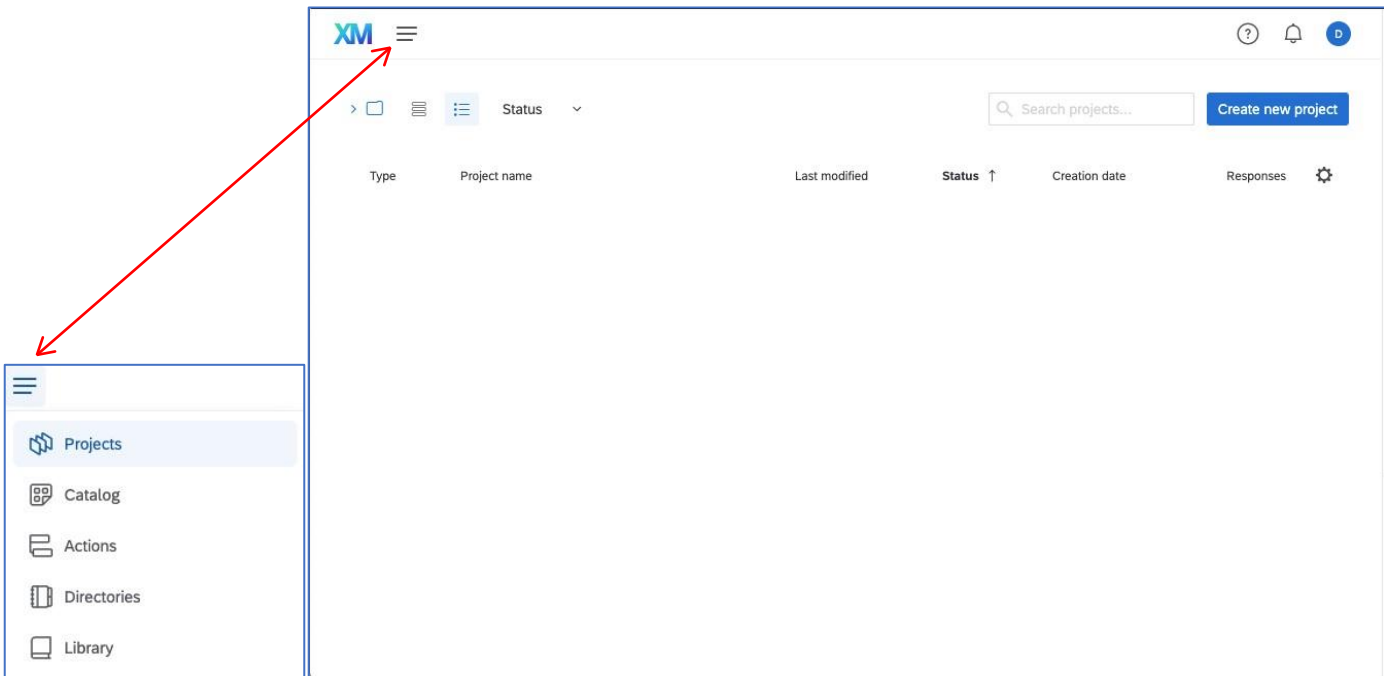 XM
D
Status
Search projects...
Create new project
Type Project name Last modified Status ↑ Creation date Responses
Projects
Catalog
Actions
Directories
Library